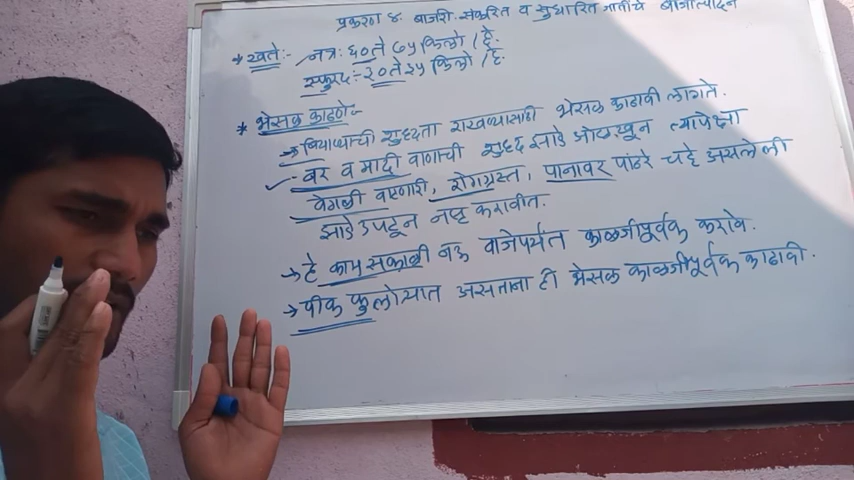 प्रकरण ४: बाजरी संकरित व सुधारित जातीचे बीजोत्पादन
* खते:- नत्र: ६० ते ७५ किलो / हे.
स्फुरद:- २० ते ३५ किलो / हे.
* भेसळ काढणे:-
→ बियाण्याची शुद्धता राखण्यासाठी भेसळ काढावी लागते.
- नर व मादी वाणाची शुद्ध झाडे ओळखून त्यापेक्षा
वेगळी वाढणारी, रोगग्रस्त, पानावर पांढरे चट्टे असलेली
झाडे उपटून नष्ट करावीत.
→ हे काम सकाळी नऊ वाजेपर्यंत काळजीपूर्वक करावे.
→ पीक फुलोऱ्यात असताना ही भेसळ काळजीपूर्वक काढावी.